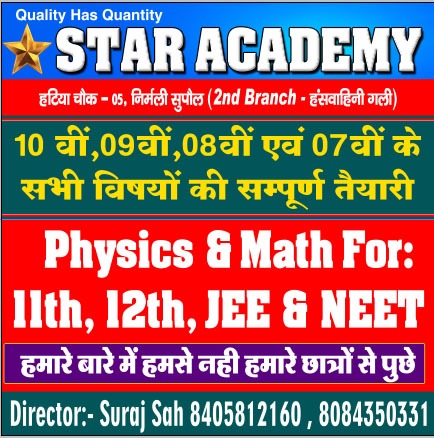 Quality Has Quantity
STAR ACADEMY
हटिया चौक – 05, निर्मली सुपौल (2nd Branch - हंसवाहिनी गली)
10 वीं,09वीं,08वीं एवं 07वीं के
सभी विषयों की सम्पूर्ण तैयारी
Physics & Math For:
11th, 12th, JEE & NEET
हमारे बारे में हमसे नही हमारे छात्रों से पुछे
Director:- Suraj Sah 8405812160 , 8084350331